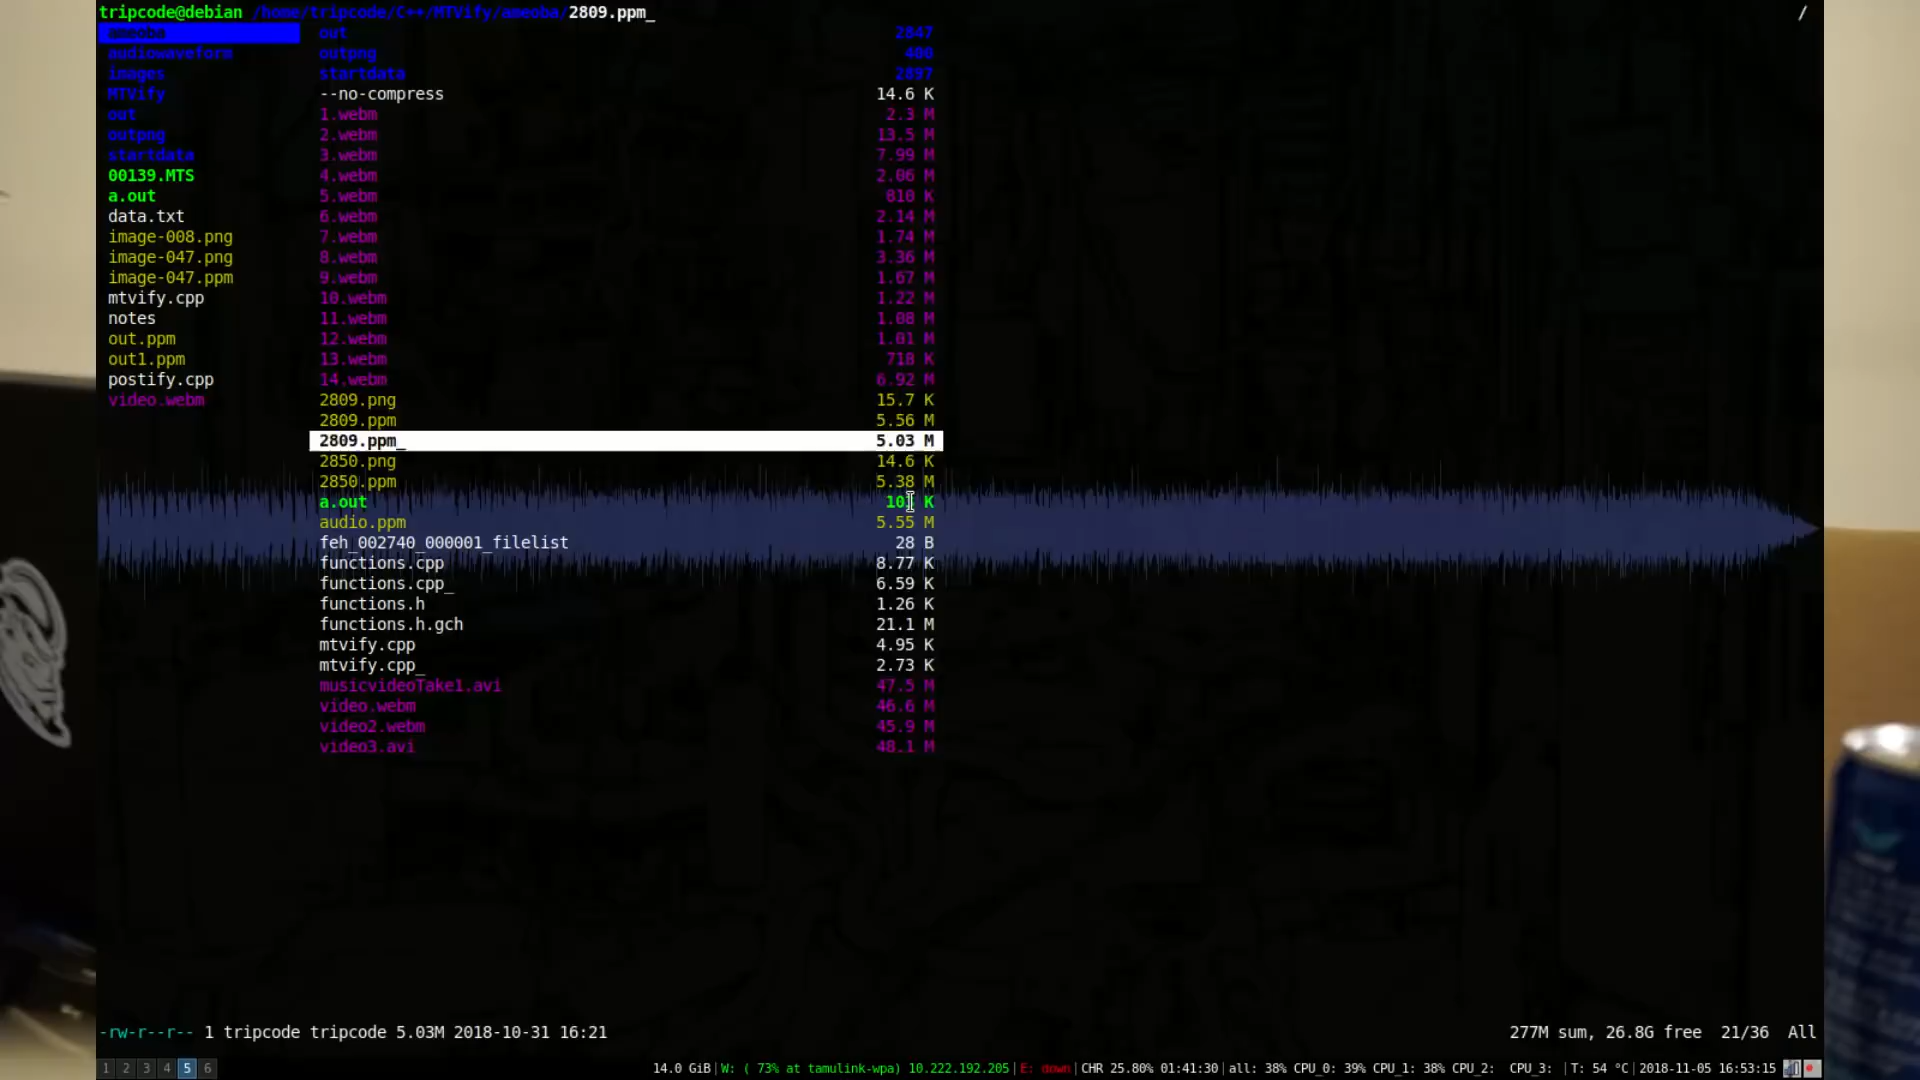 tripcode@debian /home/tripcode/C++/MTVify/ameoba/2809.ppm_ /
ameoba out 2847
audiowaveform outpng 400
images startdata 2897
MTVify --no-compress 14.6 K
out 1.webm 2.3 M
outpng 2.webm 13.5 M
startdata 3.webm 7.99 M
00139.MTS 4.webm 2.06 M
a.out 5.webm 810 K
data.txt 6.webm 2.14 M
image-008.png 7.webm 1.74 M
image-047.png 8.webm 3.36 M
image-047.ppm 9.webm 1.67 M
mtvify.cpp 10.webm 1.22 M
notes 11.webm 1.08 M
out.ppm 12.webm 1.01 M
out1.ppm 13.webm 718 K
postify.cpp 14.webm 6.92 M
video.webm 2809.png 15.7 K
2809.ppm 5.56 M
2809.ppm_ 5.03 M
2850.png 14.6 K
2850.ppm 5.38 M
a.out K
audio.ppm 5.55 M
feh_002740_000001_filelist 28 B
functions.cpp 8.77 K
functions.cpp_ 6.59 K
functions.h 1.26 K
functions.h.gch 21.1 M
mtvify.cpp 4.95 K
mtvify.cpp_ 2.73 K
musicvideoTake1.avi 47.5 M
video.webm 46.6 M
video2.webm 45.9 M
video3.avi 48.1 M
-rw-r--r-- 1 tripcode tripcode 5.03M 2018-10-31 16:21 277M sum, 26.8G free 21/36 All
1 2 3 4 5 6 14.0 GiB|W: ( 73% at tamulink-wpa) 10.222.192.205|E: down|CHR 25.80% 01:41:30|all: 38% CPU_0: 39% CPU_1: 38% CPU_2: CPU_3: |T: 54 °C|2018-11-05 16:53:15